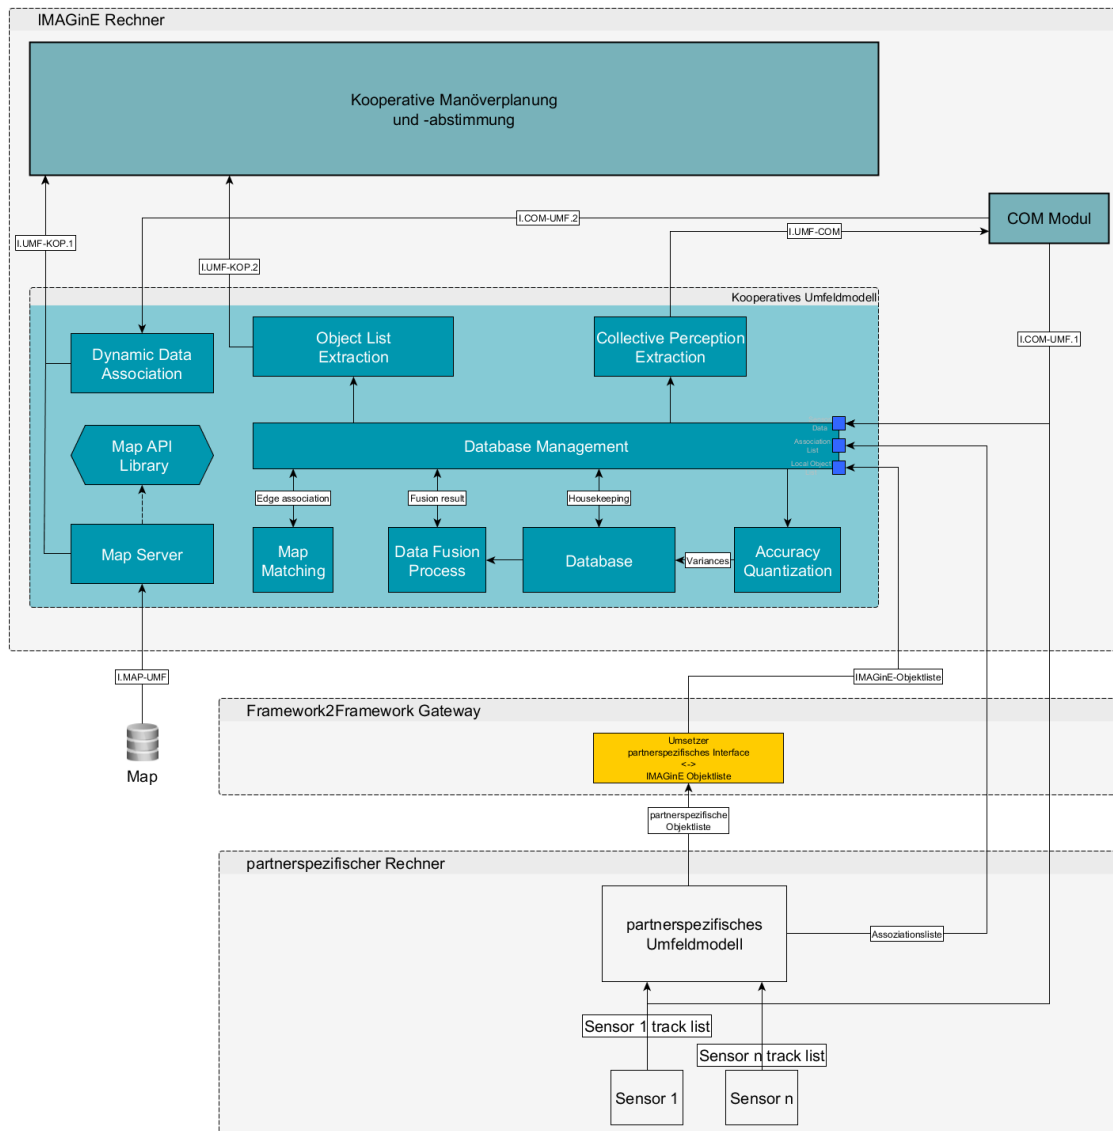 IMAGinE Rechner
Kooperative Manöverplanung
und -abstimmung
COM Modul
I.COM-UMF.2
I.UMF-COM
I.UMF-KOP.1
I.UMF-KOP.2
Kooperatives Umfeldmodell
I.COM-UMF.1
Dynamic Data
Association
Object List
Extraction
Collective Perception
Extraction
Map API
Library
Database Management
Data
Association
List
Local Object
Edge association
Fusion result
Housekeeping
Map Server
Map
Matching
Data Fusion
Process
Database
Variances
Accuracy
Quantization
I.MAP-UMF
Map
IMAGinE-Objektliste
Framework2Framework Gateway
Umsetzer
partnerspezifisches Interface
<->
IMAGinE Objektliste
partnerspezifische
Objektliste
partnerspezifischer Rechner
partnerspezifisches
Umfeldmodell
Assoziationsliste
Sensor 1 track list
Sensor n track list
Sensor 1
Sensor n